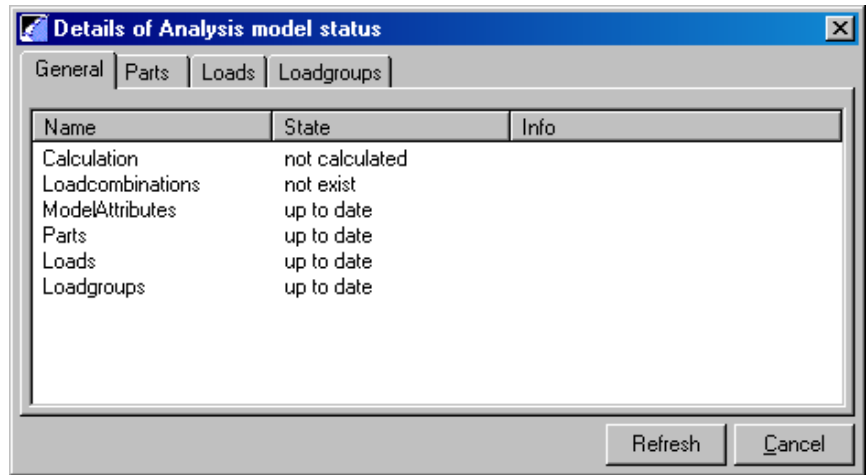 Details of Analysis model status
General Parts Loads Loadgroups
Name State Info
Calculation not calculated
Loadcombinations not exist
ModelAttributes up to date
Parts up to date
Loads up to date
Loadgroups up to date
Refresh Cancel